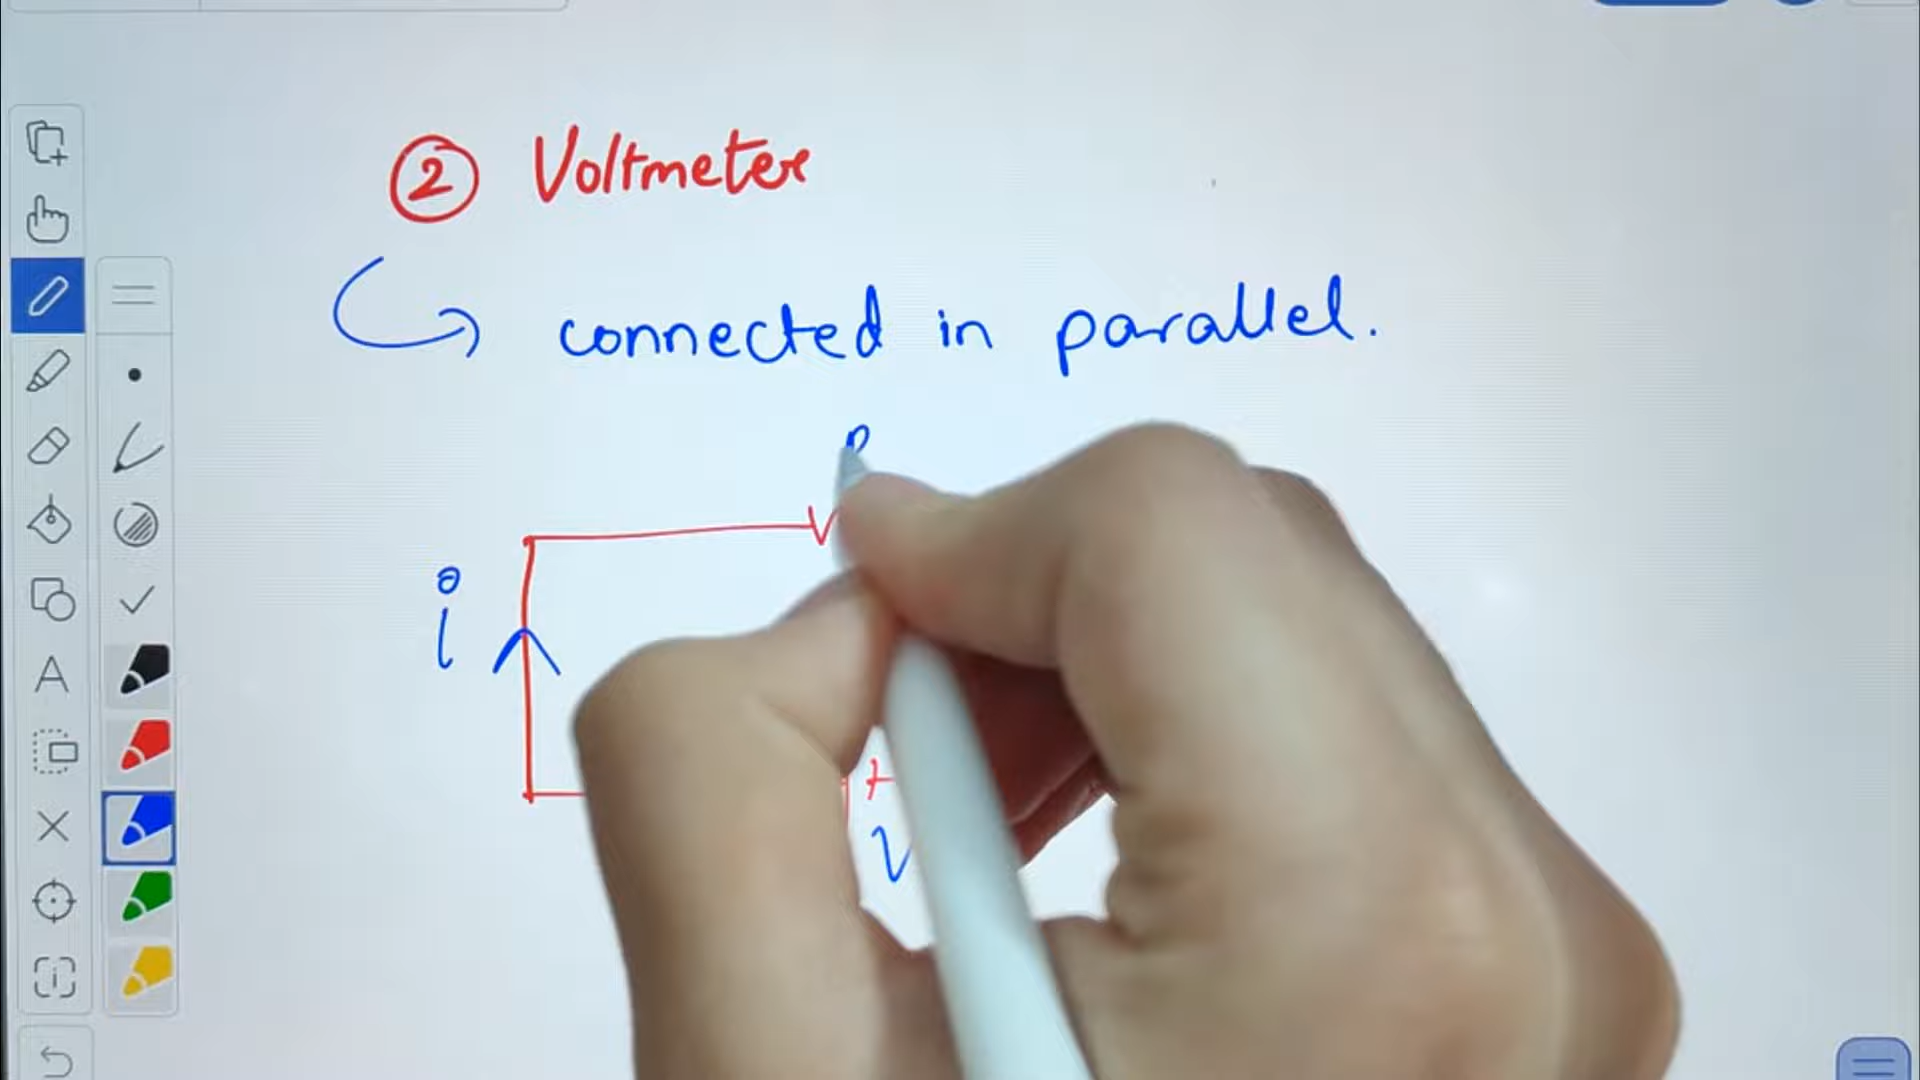 ② Voltmeter
connected in parallel.
R
i
+
V